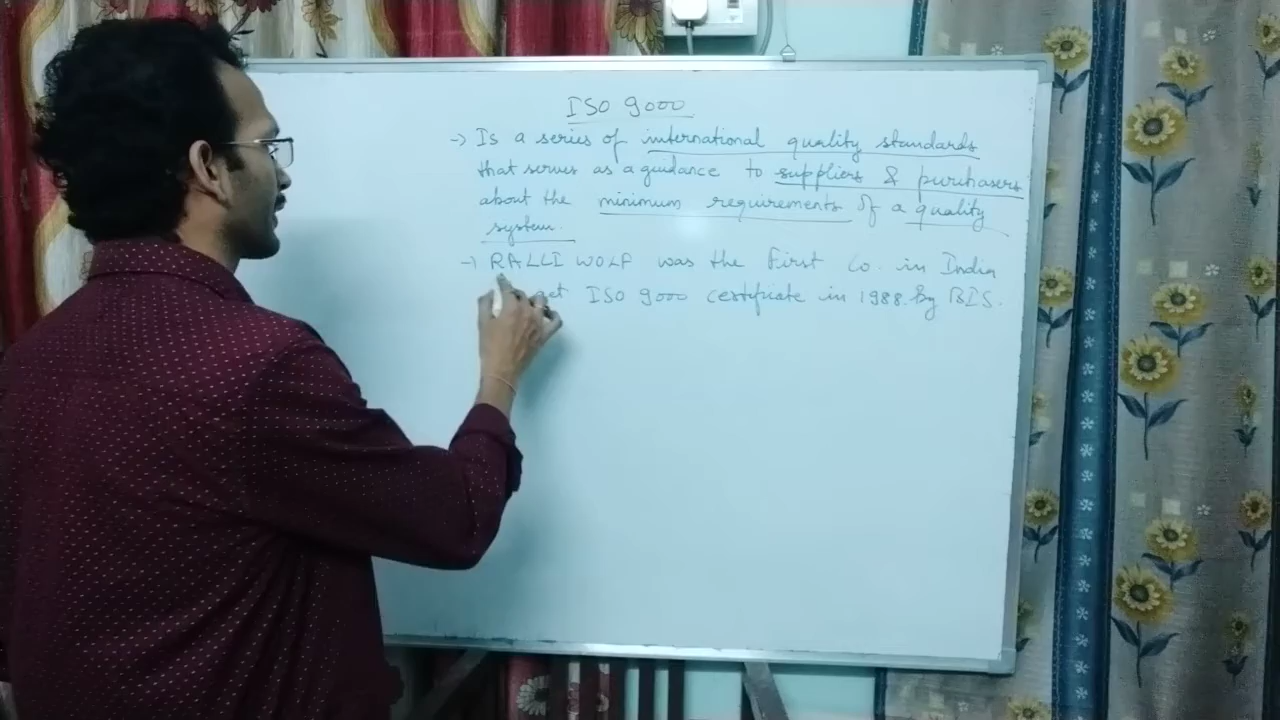 ISO 9000
-> Is a series of international quality standards
that serves as a guidance to suppliers & purchasers
about the minimum requirements of a quality
system.
-> RALLI WOLF was the First Co. in India
get ISO 9000 certificate in 1988. by BIS.